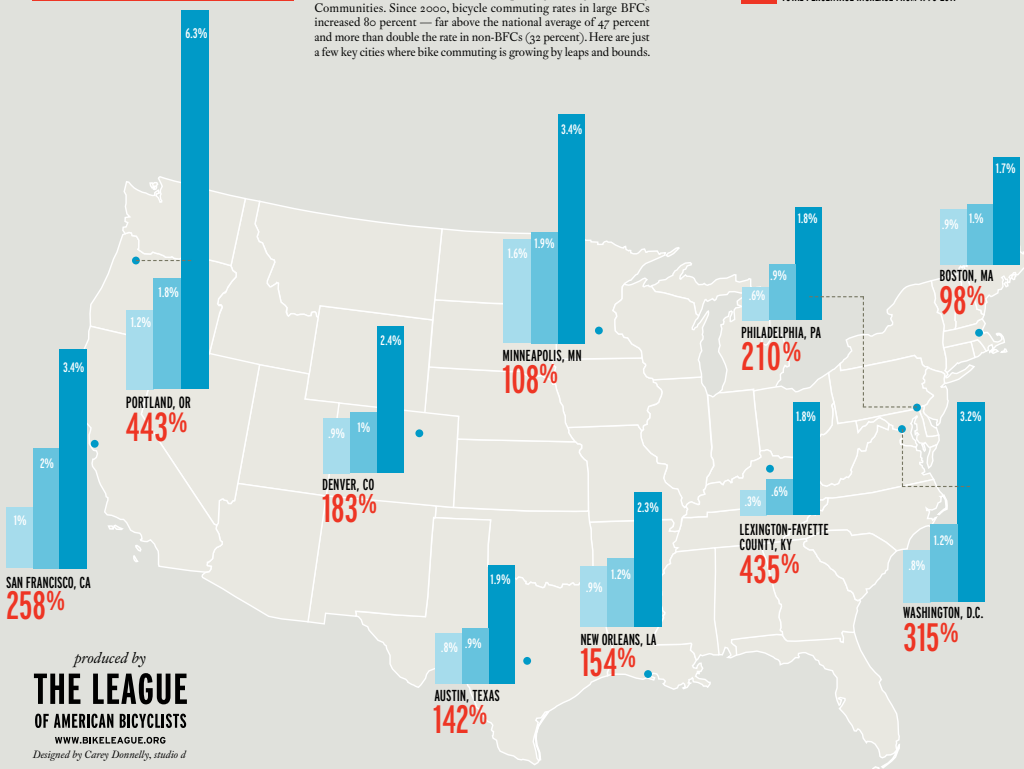 Communities. Since 2000, bicycle commuting rates in large BFCs
increased 80 percent — far above the national average of 47 percent
and more than double the rate in non-BFCs (32 percent). Here are just
a few key cities where bike commuting is growing by leaps and bounds.
6.3%
1.8%
1.2%
PORTLAND, OR
443%
3.4%
2%
1%
SAN FRANCISCO, CA
258%
2.4%
1%
.9%
DENVER, CO
183%
3.4%
1.9%
1.6%
MINNEAPOLIS, MN
108%
1.8%
.9%
.6%
PHILADELPHIA, PA
210%
1.7%
1.%
.9%
BOSTON, MA
98%
1.8%
.6%
.3%
LEXINGTON-FAYETTE
COUNTY, KY
435%
3.2%
1.2%
.8%
WASHINGTON, D.C.
315%
2.3%
1.2%
.9%
NEW ORLEANS, LA
154%
1.9%
.9%
.8%
AUSTIN, TEXAS
142%
produced by
THE LEAGUE
OF AMERICAN BICYCLISTS
WWW.BIKELEAGUE.ORG
Designed by Carey Donnelly, studio d